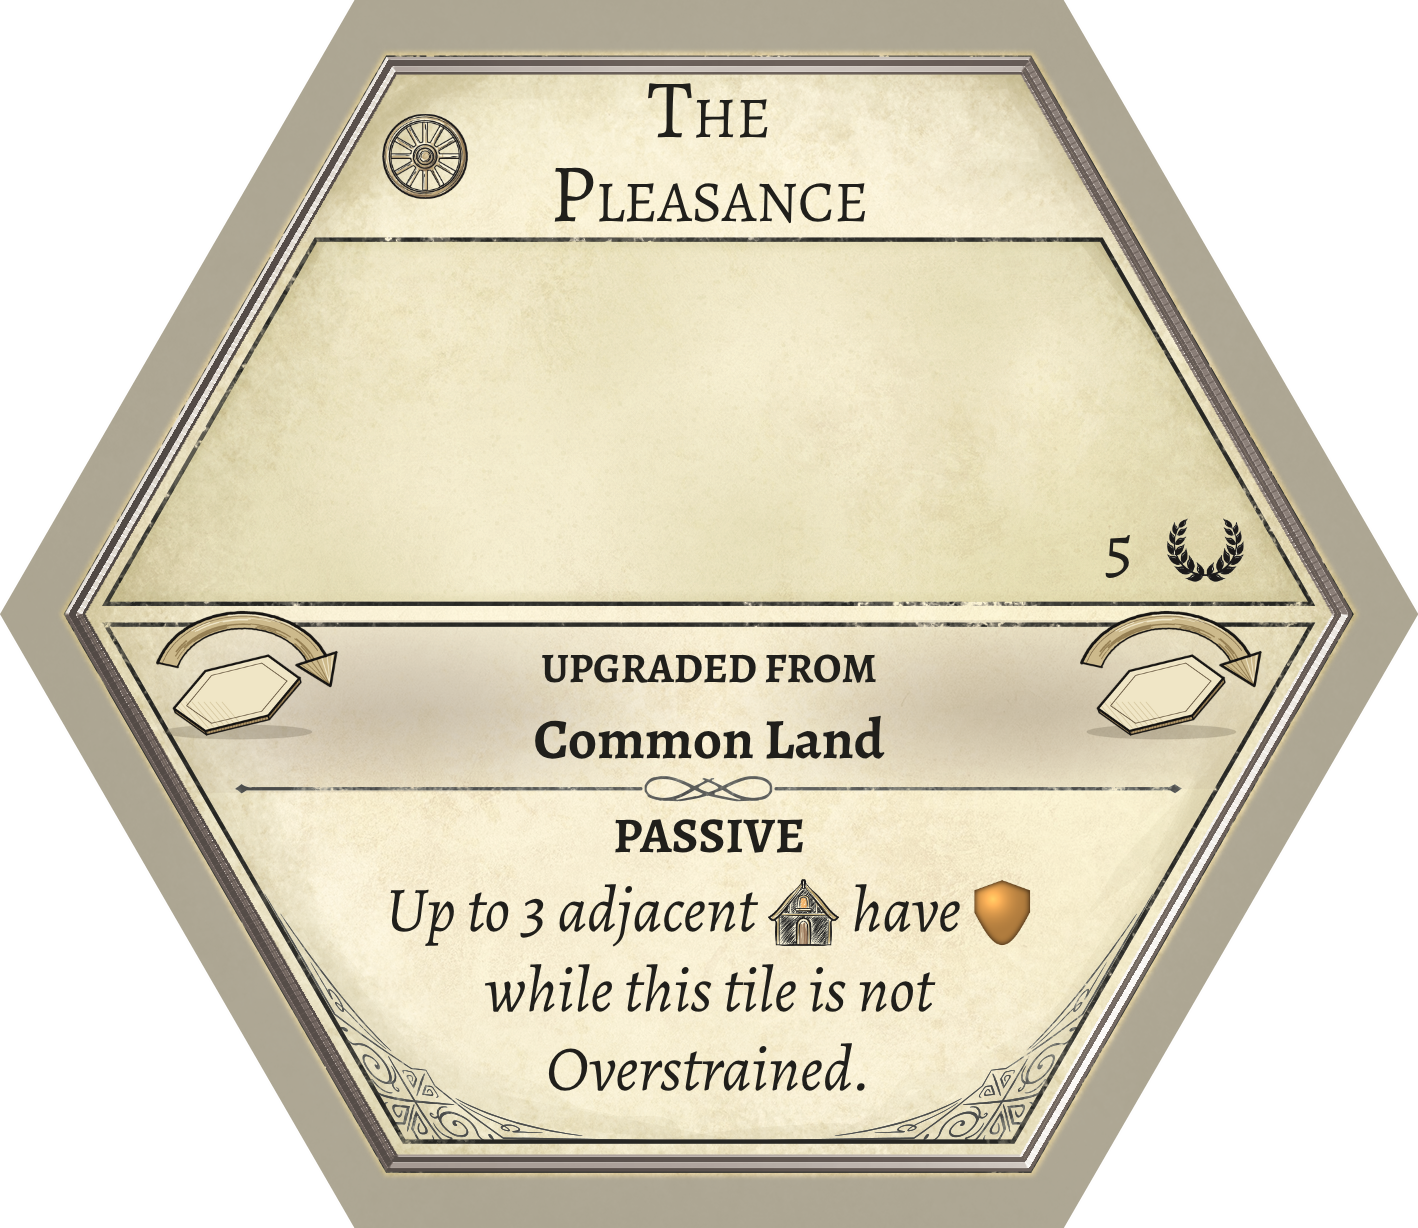 The
Pleasance
5
UPGRADED FROM
Common Land
PASSIVE
Up to 3 adjacent have
while this tile is not
Overstrained.